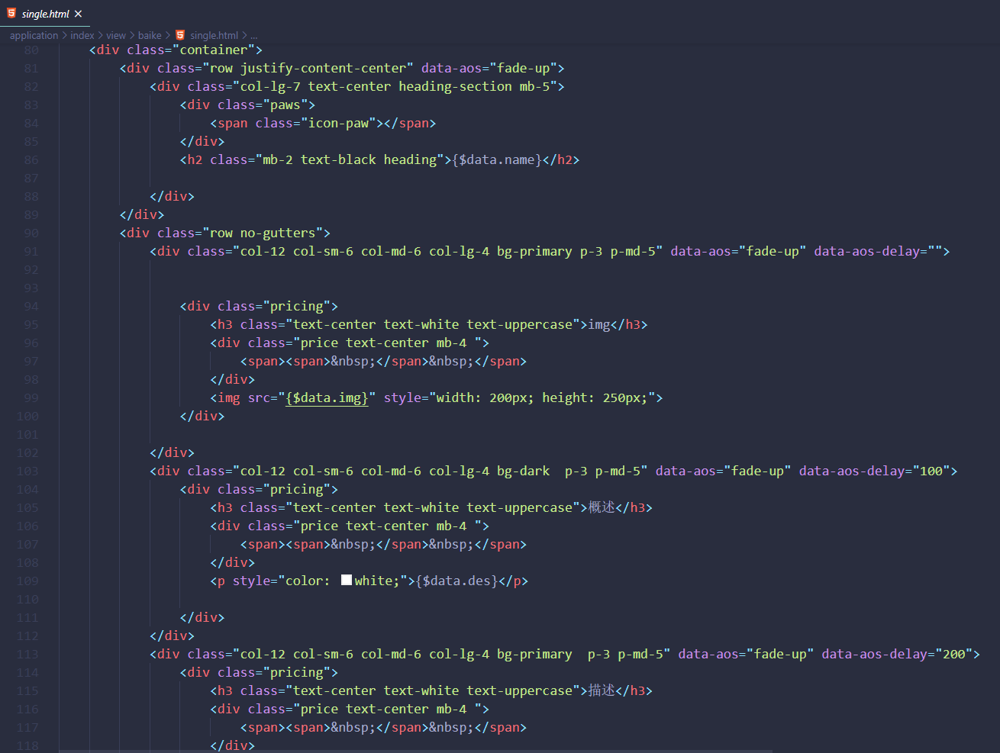 single.html ×
application > index > view > baike > single.html > ...
80 <div class="container">
81 <div class="row justify-content-center" data-aos="fade-up">
82 <div class="col-lg-7 text-center heading-section mb-5">
83 <div class="paws">
84 <span class="icon-paw"></span>
85 </div>
86 <h2 class="mb-2 text-black heading">{$data.name}</h2>
87
88 </div>
89 </div>
90 <div class="row no-gutters">
91 <div class="col-12 col-sm-6 col-md-6 col-lg-4 bg-primary p-3 p-md-5" data-aos="fade-up" data-aos-delay="">
92
93
94 <div class="pricing">
95 <h3 class="text-center text-white text-uppercase">img</h3>
96 <div class="price text-center mb-4 ">
97 <span><span>&nbsp;</span>&nbsp;</span>
98 </div>
99 <img src="{$data.img}" style="width: 200px; height: 250px;">
100 </div>
101
102 </div>
103 <div class="col-12 col-sm-6 col-md-6 col-lg-4 bg-dark  p-3 p-md-5" data-aos="fade-up" data-aos-delay="100">
104 <div class="pricing">
105 <h3 class="text-center text-white text-uppercase">概述</h3>
106 <div class="price text-center mb-4 ">
107 <span><span>&nbsp;</span>&nbsp;</span>
108 </div>
109 <p style="color: white;">{$data.des}</p>
110
111 </div>
112 </div>
113 <div class="col-12 col-sm-6 col-md-6 col-lg-4 bg-primary  p-3 p-md-5" data-aos="fade-up" data-aos-delay="200">
114 <div class="pricing">
115 <h3 class="text-center text-white text-uppercase">描述</h3>
116 <div class="price text-center mb-4 ">
117 <span><span>&nbsp;</span>&nbsp;</span>
118 </div>